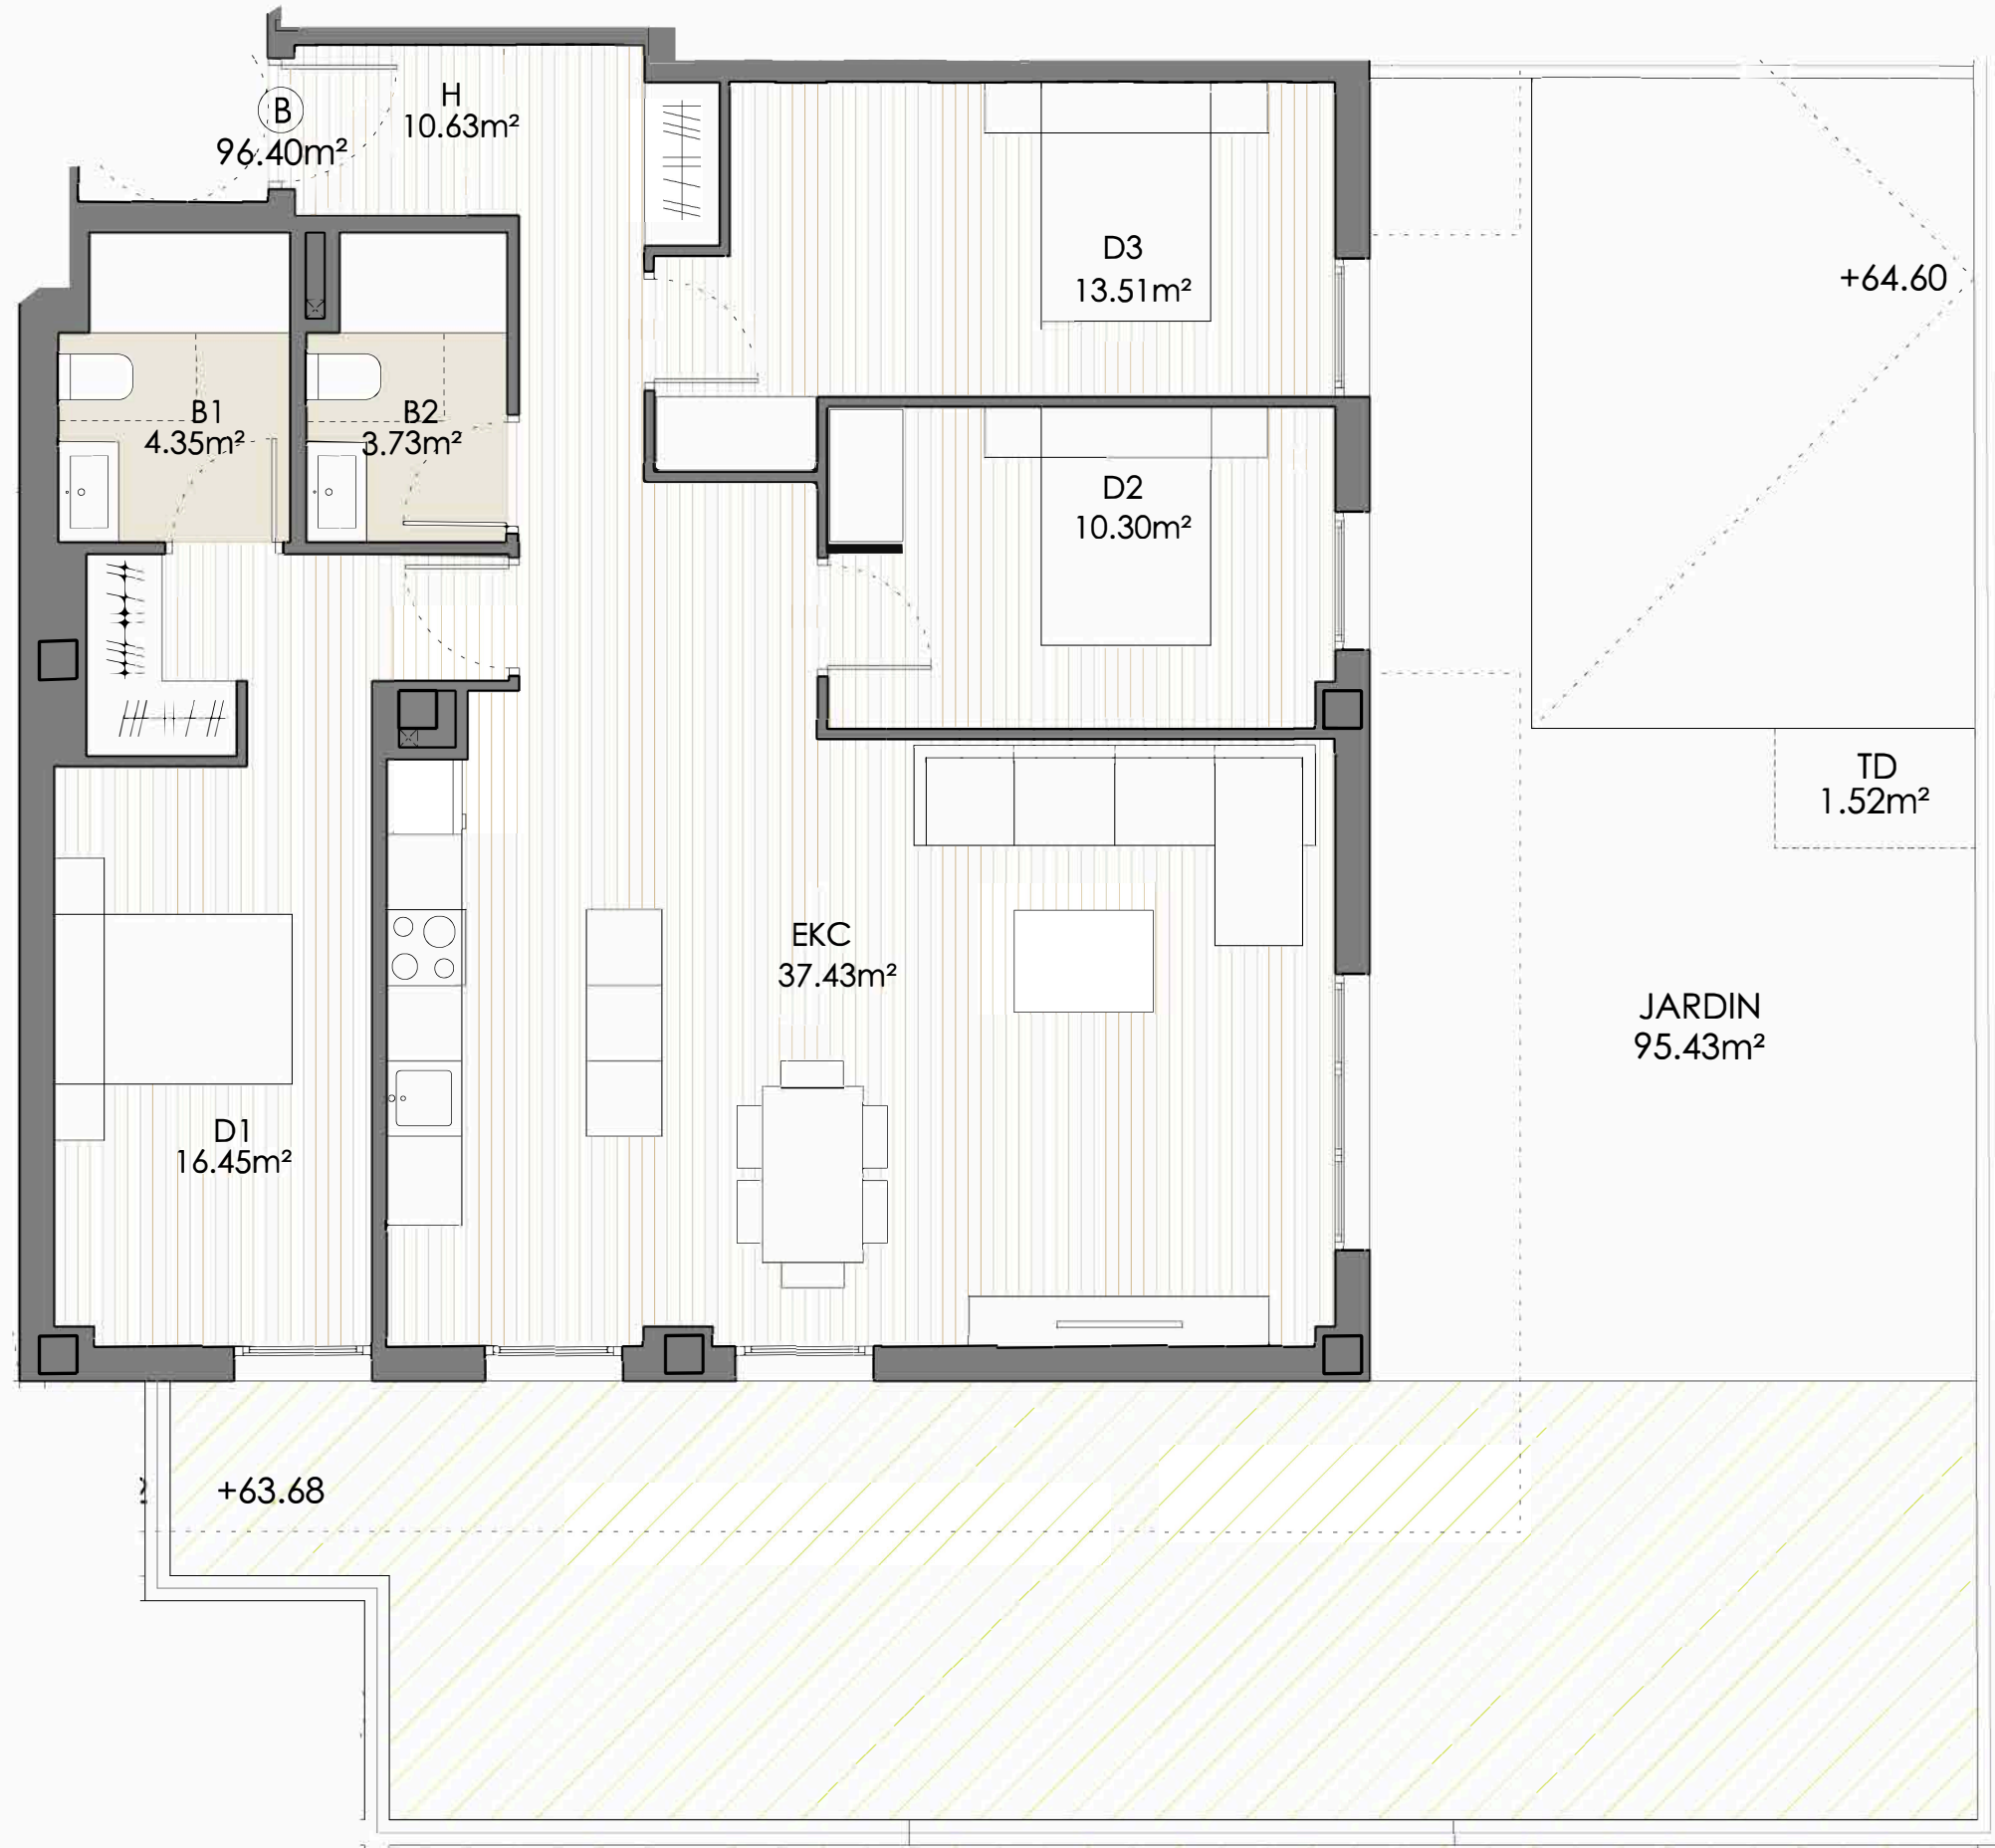 H
10.63m²
B
96.40m²
D3
13.51m²
+64.60
B1
4.35m²
B2
3.73m²
D2
10.30m²
TD
1.52m²
EKC
37.43m²
JARDIN
95.43m²
D1
16.45m²
+63.68